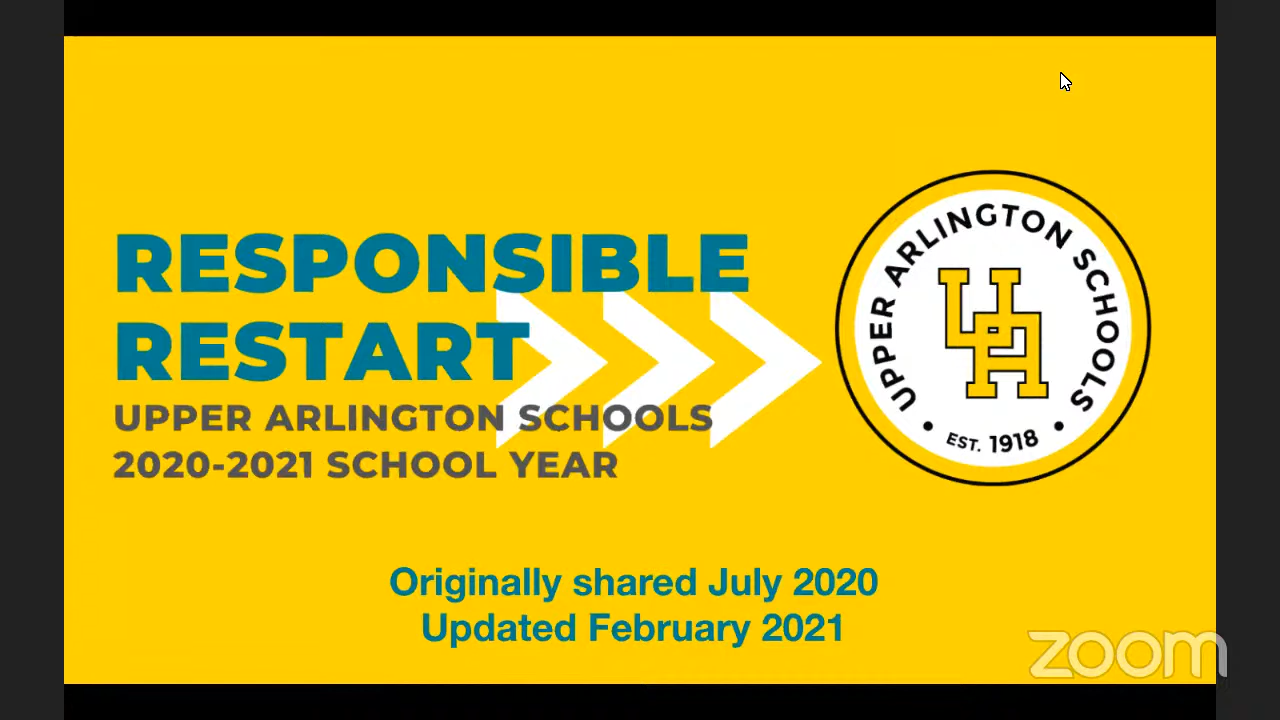 RESPONSIBLE
RESTART
UPPER ARLINGTON SCHOOLS
2020-2021 SCHOOL YEAR
UPPER ARLINGTON SCHOOLS
UA
• EST. 1918 •
Originally shared July 2020
Updated February 2021
zoom